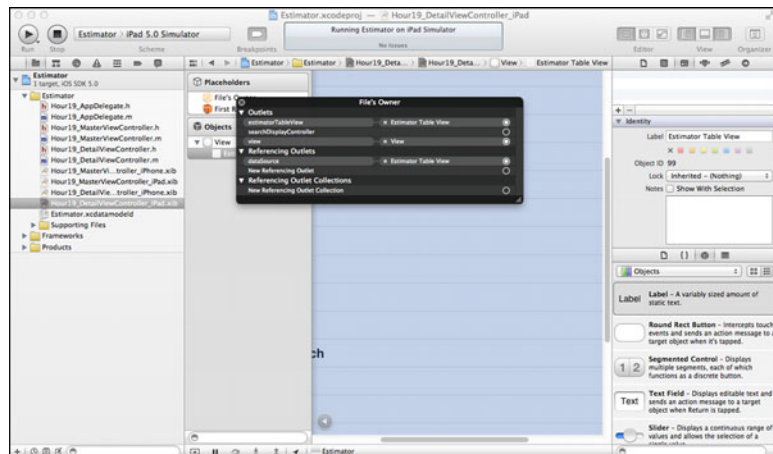 Estimator.xcodeproj — Hour19_DetailViewController_iPad
Run
Stop
Estimator › iPad 5.0 Simulator
Scheme
Breakpoints
Running Estimator on iPad Simulator
No Issues
Editor
View
Organizer
Estimator
1 target, iOS SDK 5.0
Estimator
Hour19_AppDelegate.h
Hour19_AppDelegate.m
Hour19_MasterViewController.h
Hour19_MasterViewController.m
Hour19_DetailViewController.h
Hour19_DetailViewController.m
Hour19_MasterVi...troller_iPhone.xib
Hour19_MasterViewController_iPad.xib
Hour19_DetailVie...troller_iPhone.xib
Hour19_DetailViewController_iPad.xib
Estimator.xcdatamodeld
Supporting Files
Frameworks
Products
Estimator
Estimator
Hour19_Deta...
Hour19_Deta...
View
Estimator Table View
Placeholders
File's Owner
First R
Objects
View
Est
File's Owner
Outlets
estimatorTableView
Estimator Table View
searchDisplayController
view
View
Referencing Outlets
dataSource
Estimator Table View
New Referencing Outlet
Referencing Outlet Collections
New Referencing Outlet Collection
ch
Estimator
Identity
Label
Estimator Table View
Object ID 99
Lock
Inherited - (Nothing)
Notes
Show With Selection
Objects
Label
Label - A variably sized amount of
static text.
Round Rect Button - Intercepts touch
events and sends an action message to a
target object when it's tapped.
1 2
Segmented Control - Displays
multiple segments, each of which
functions as a discrete button.
Text
Text Field - Displays editable text and
sends an action message to a target
object when Return is tapped.
Slider - Displays a continuous range of
values and allows the selection of a